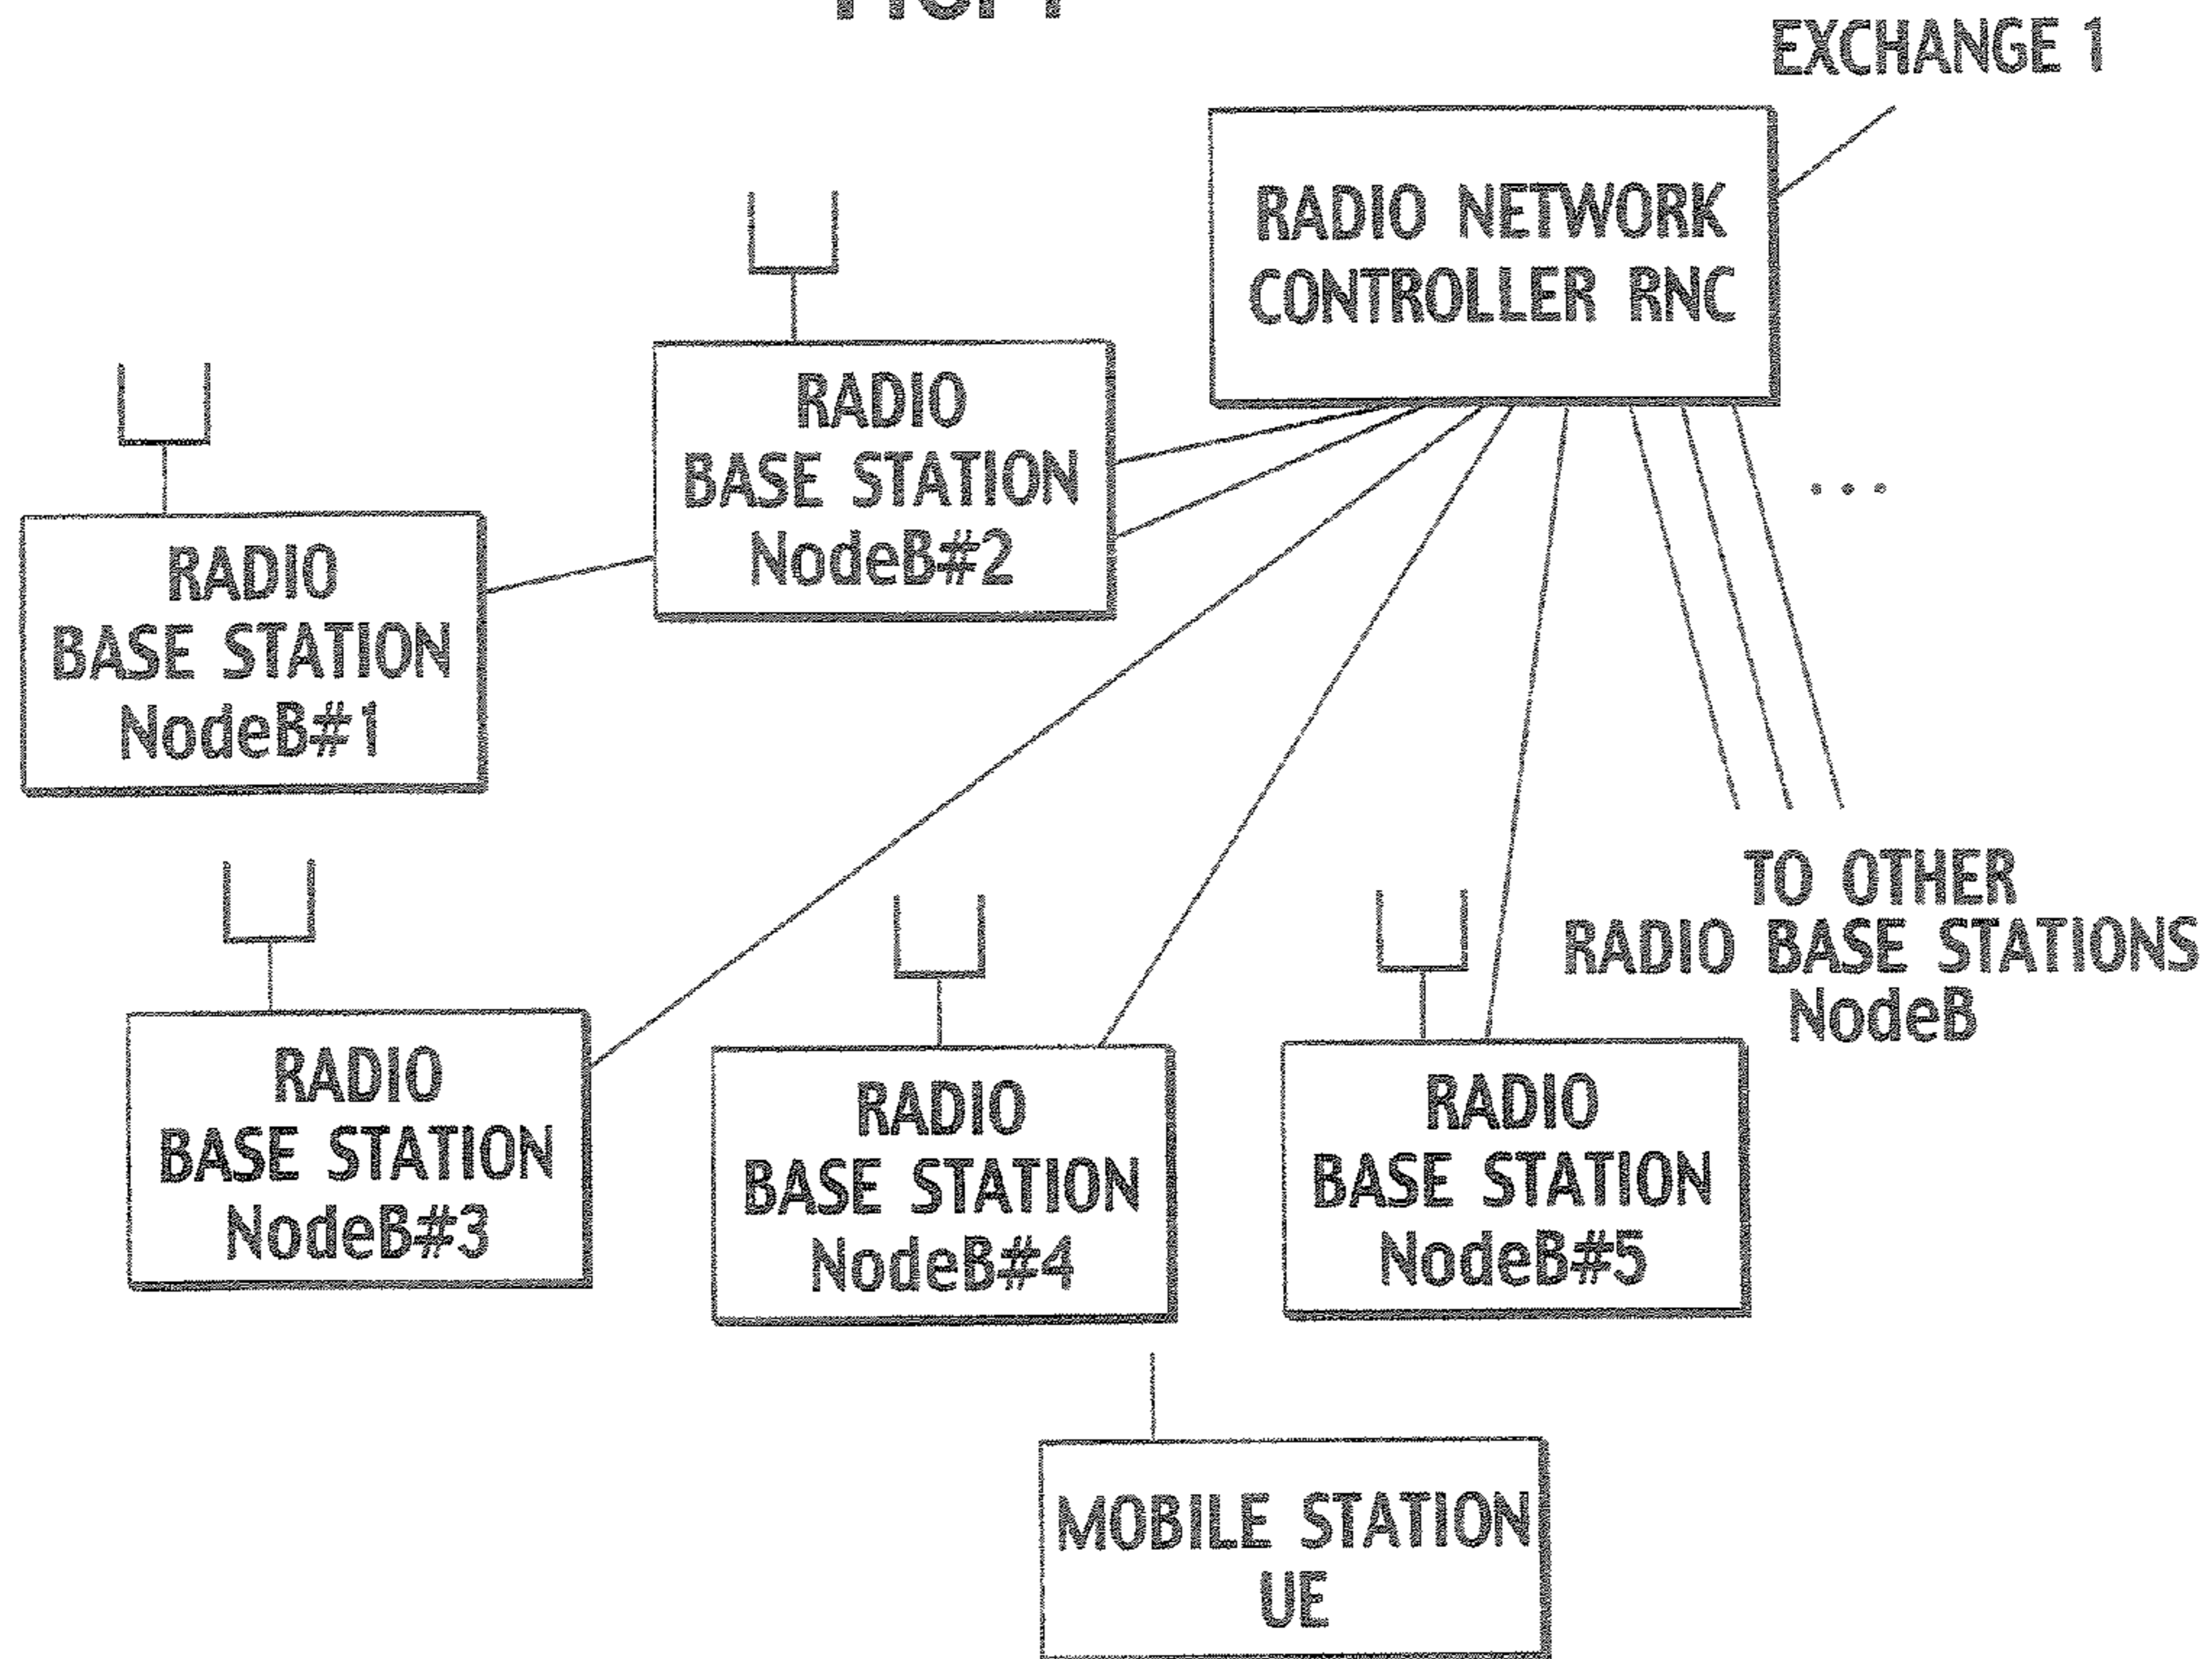 EXCHANGE 1
RADIO NETWORK
CONTROLLER RNC
RADIO
BASE STATION
NodeB#2
RADIO
BASE STATION
NodeB#1
...
TO OTHER
RADIO BASE STATIONS
NodeB
RADIO
BASE STATION
NodeB#3
RADIO
BASE STATION
NodeB#4
RADIO
BASE STATION
NodeB#5
MOBILE STATION
UE